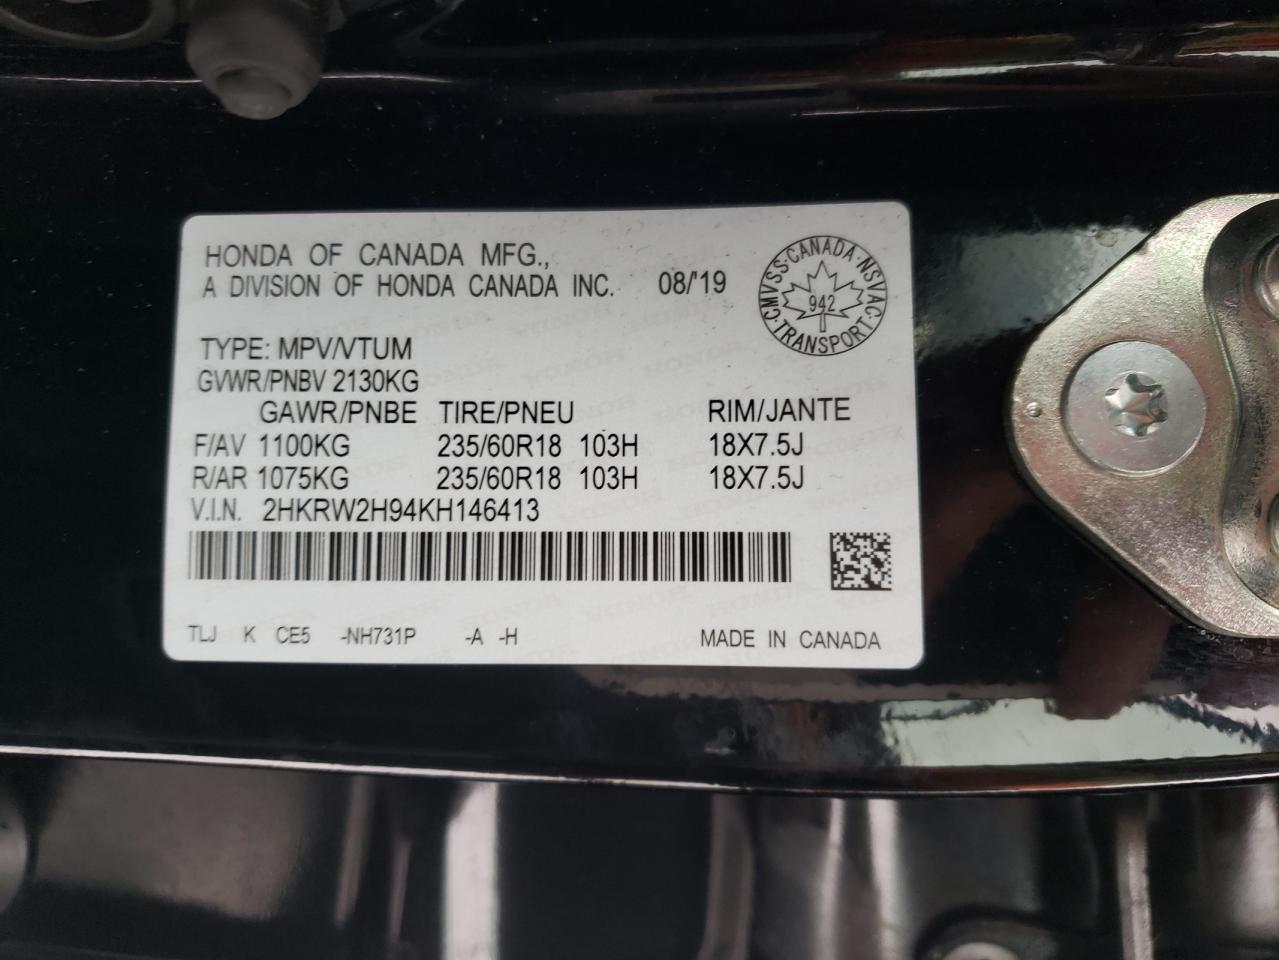 HONDA OF CANADA MFG.,
A DIVISION OF HONDA CANADA INC. 08/'19
CMVSS·CANADA·NSVAC·TRANSPORT·
942
TYPE: MPV/VTUM
GVWR/PNBV 2130KG
GAWR/PNBE TIRE/PNEU RIM/JANTE
F/AV 1100KG 235/60R18 103H 18X7.5J
R/AR 1075KG 235/60R18 103H 18X7.5J
V.I.N. 2HKRW2H94KH146413
TLJ K CE5 -NH731P -A -H MADE IN CANADA